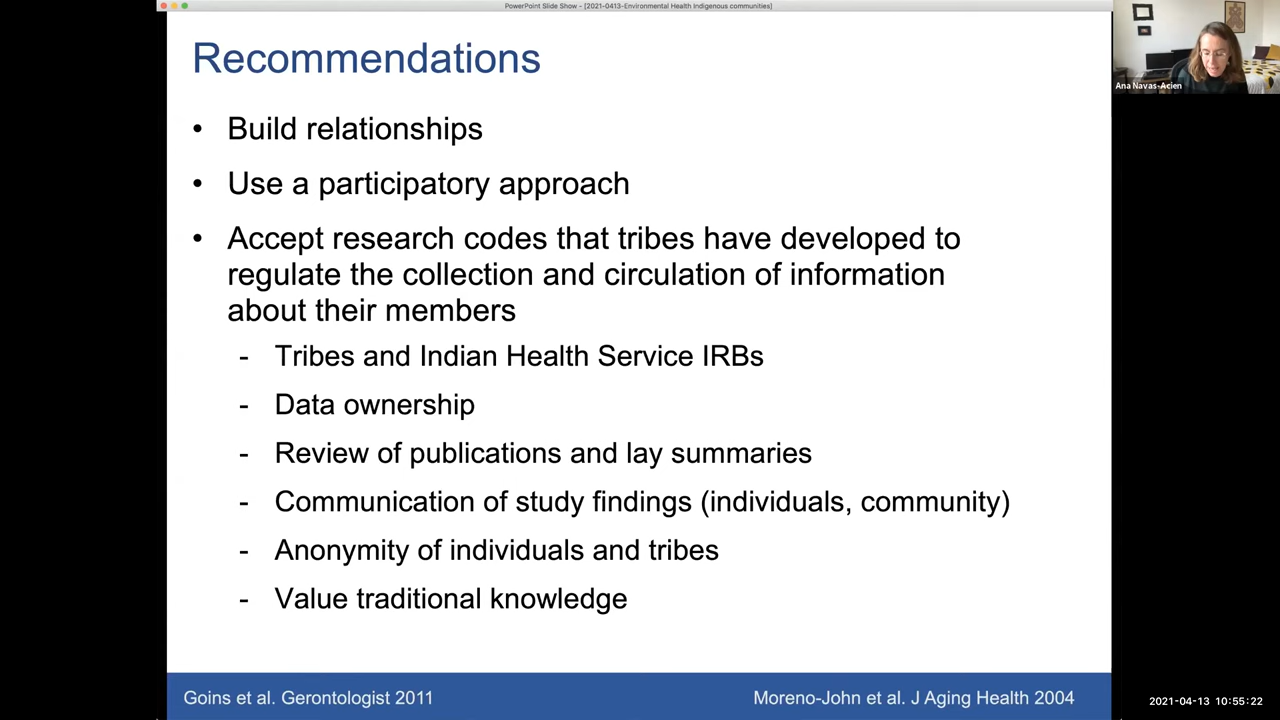 PowerPoint Slide Show - [2021-0413-Environmental Health Indigenous communities]
Recommendations
• Build relationships
• Use a participatory approach
• Accept research codes that tribes have developed to
regulate the collection and circulation of information
about their members
- Tribes and Indian Health Service IRBs
- Data ownership
- Review of publications and lay summaries
- Communication of study findings (individuals, community)
- Anonymity of individuals and tribes
- Value traditional knowledge
Goins et al. Gerontologist 2011
Moreno-John et al. J Aging Health 2004
Ana Navas-Acien
2021-04-13 10:55:22